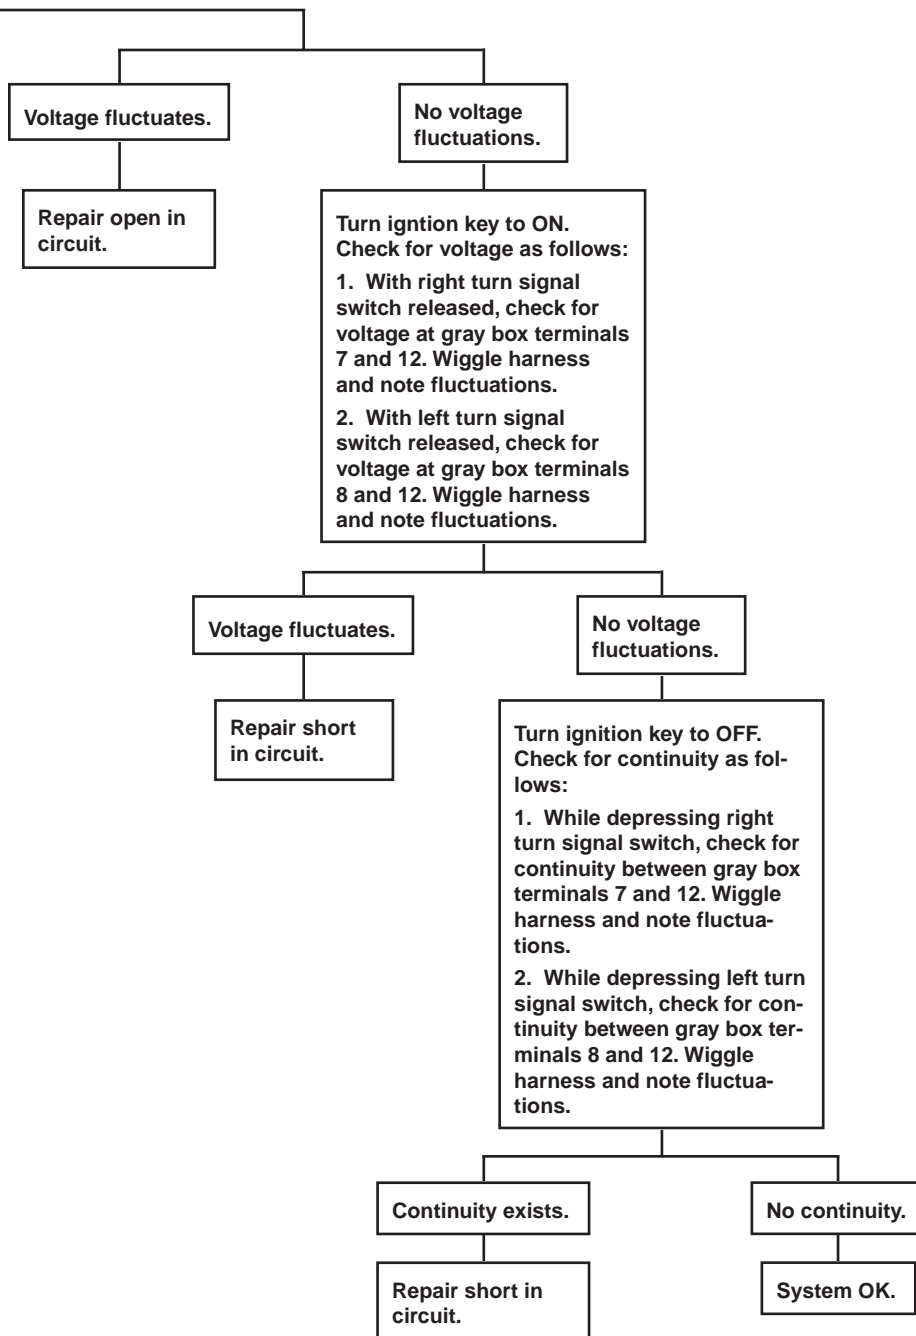 Voltage fluctuates.
No voltage
fluctuations.
Repair open in
circuit.
Turn igntion key to ON.
Check for voltage as follows:
1. With right turn signal
switch released, check for
voltage at gray box terminals
7 and 12. Wiggle harness
and note fluctuations.
2. With left turn signal
switch released, check for
voltage at gray box terminals
8 and 12. Wiggle harness
and note fluctuations.
Voltage fluctuates.
No voltage
fluctuations.
Repair short
in circuit.
Turn ignition key to OFF.
Check for continuity as fol-
lows:
1. While depressing right
turn signal switch, check for
continuity between gray box
terminals 7 and 12. Wiggle
harness and note fluctua-
tions.
2. While depressing left turn
signal switch, check for con-
tinuity between gray box ter-
minals 8 and 12. Wiggle
harness and note fluctua-
tions.
Continuity exists.
No continuity.
Repair short in
circuit.
System OK.